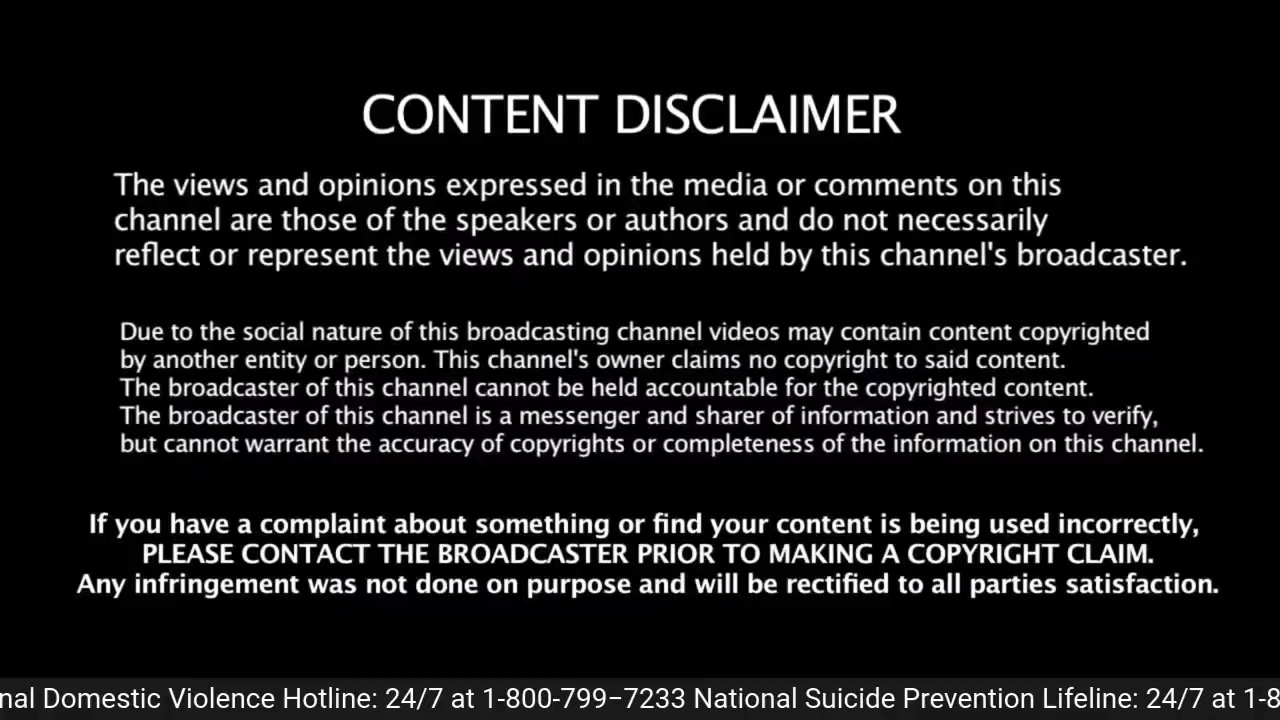 CONTENT DISCLAIMER
The views and opinions expressed in the media or comments on this
channel are those of the speakers or authors and do not necessarily
reflect or represent the views and opinions held by this channel's broadcaster.
Due to the social nature of this broadcasting channel videos may contain content copyrighted
by another entity or person. This channel's owner claims no copyright to said content.
The broadcaster of this channel cannot be held accountable for the copyrighted content.
The broadcaster of this channel is a messenger and sharer of information and strives to verify,
but cannot warrant the accuracy of copyrights or completeness of the information on this channel.
If you have a complaint about something or find your content is being used incorrectly,
PLEASE CONTACT THE BROADCASTER PRIOR TO MAKING A COPYRIGHT CLAIM.
Any infringement was not done on purpose and will be rectified to all parties satisfaction.
nal Domestic Violence Hotline: 24/7 at 1-800-799−7233 National Suicide Prevention Lifeline: 24/7 at 1-8